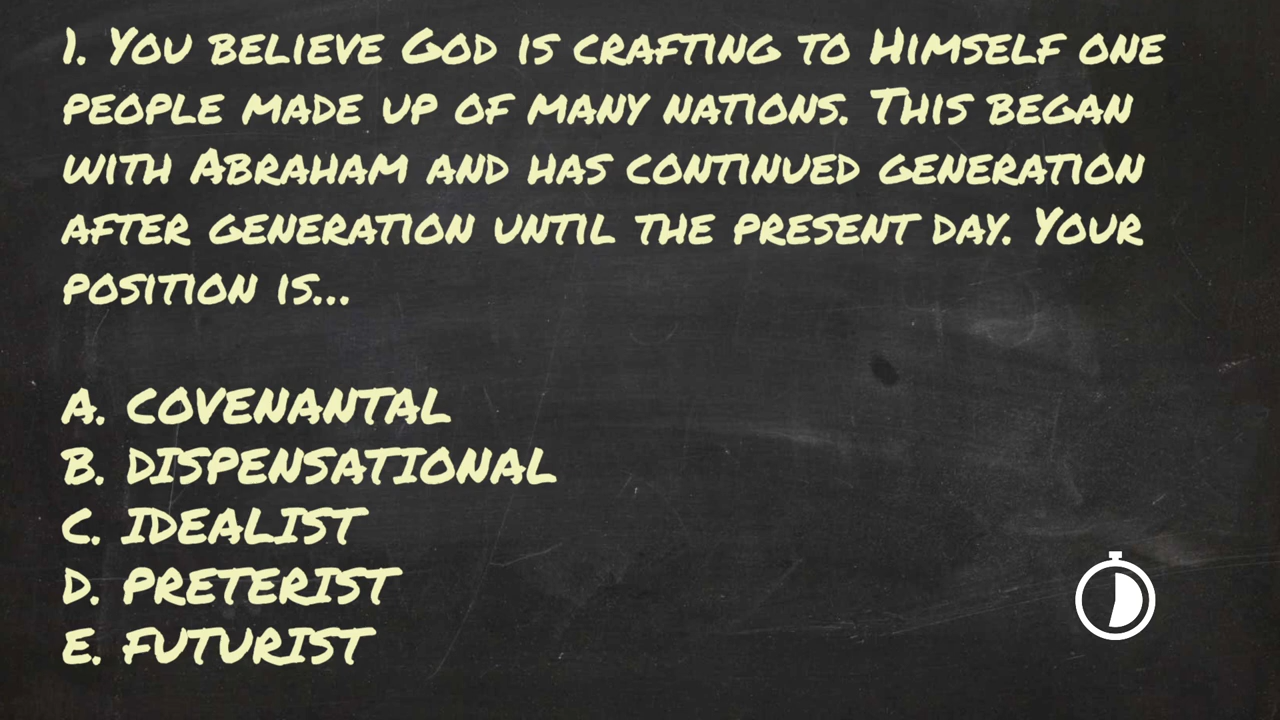 1. You believe God is crafting to Himself one
people made up of many nations. This began
with Abraham and has continued generation
after generation until the present day. Your
position is...
A. COVENANTAL
B. DISPENSATIONAL
C. IDEALIST
D. PRETERIST
E. FUTURIST